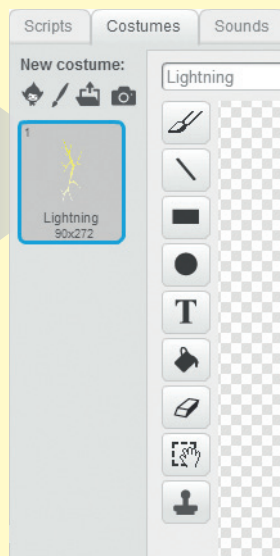 Scripts Costumes Sounds
New costume:
Lightning
1
T
Lightning
90x272